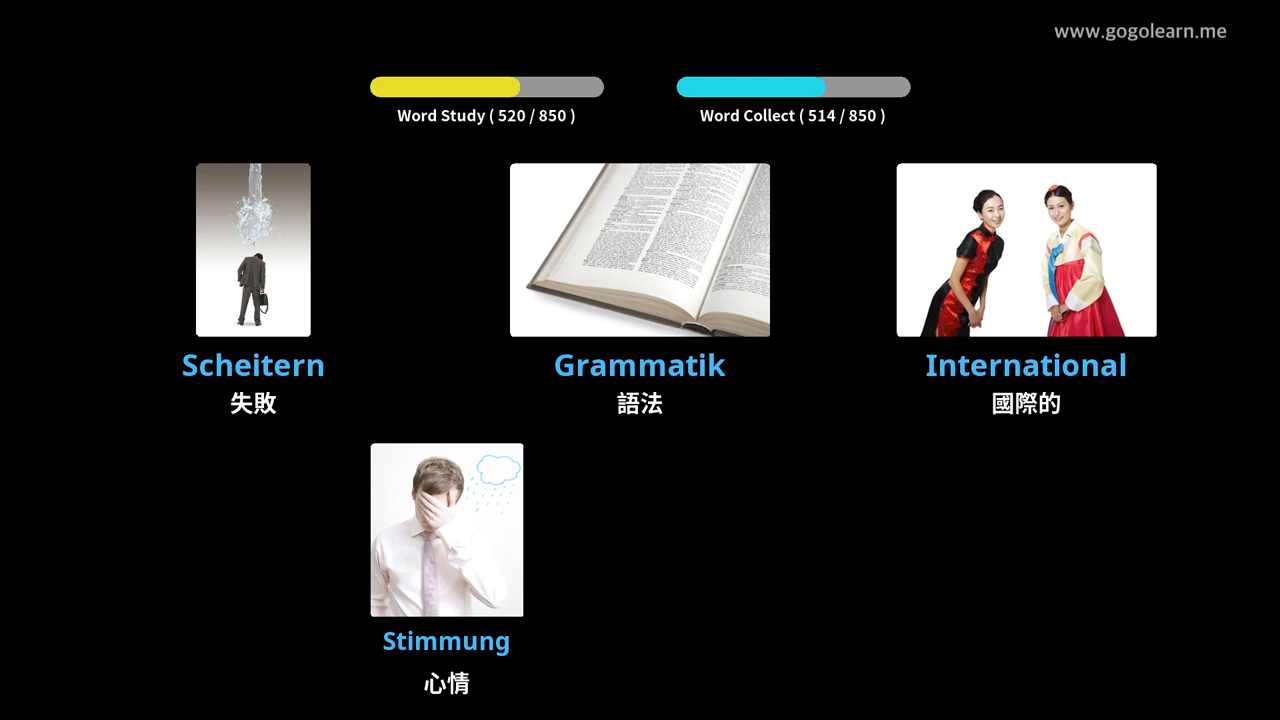 www.gogolearn.me
Word Study ( 520 / 850 )
Word Collect ( 514 / 850 )
Scheitern
失敗
Grammatik
語法
International
國際的
Stimmung
心情